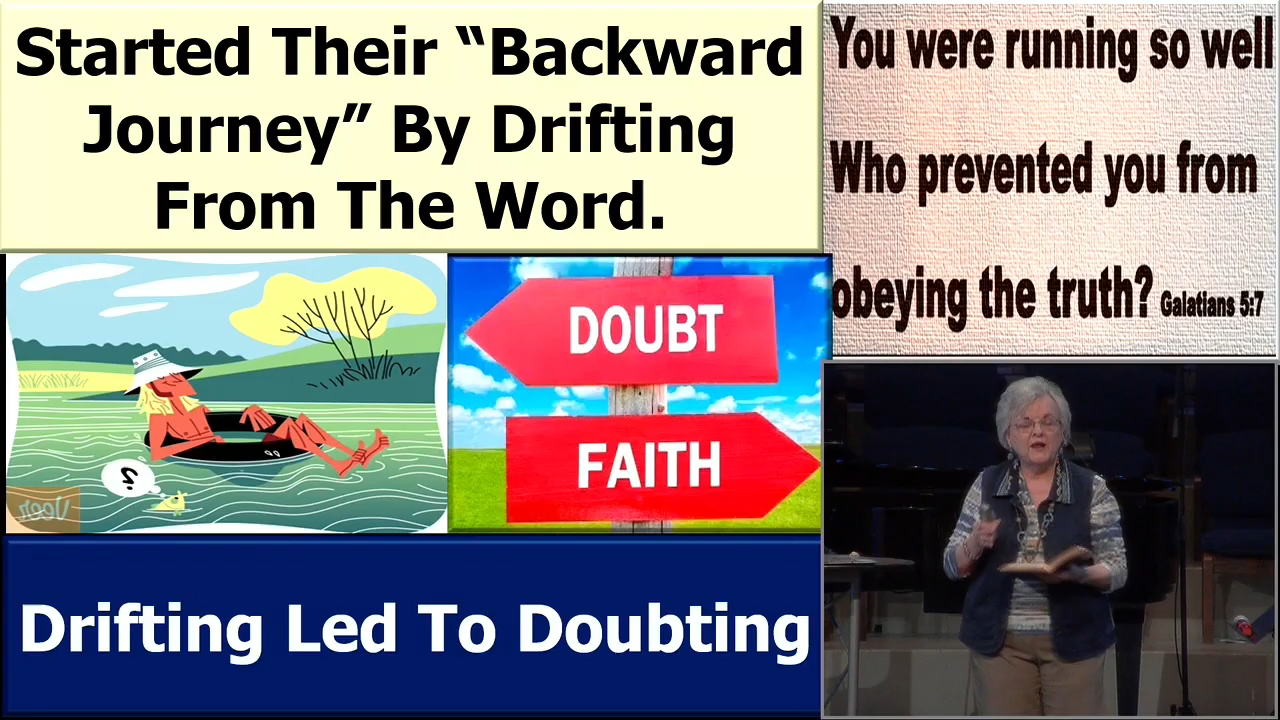 Started Their “Backward
Journey” By Drifting
From The Word.
You were running so well
Who prevented you from
obeying the truth? Galatians 5:7
DOUBT
FAITH
?
Veer
Drifting Led To Doubting